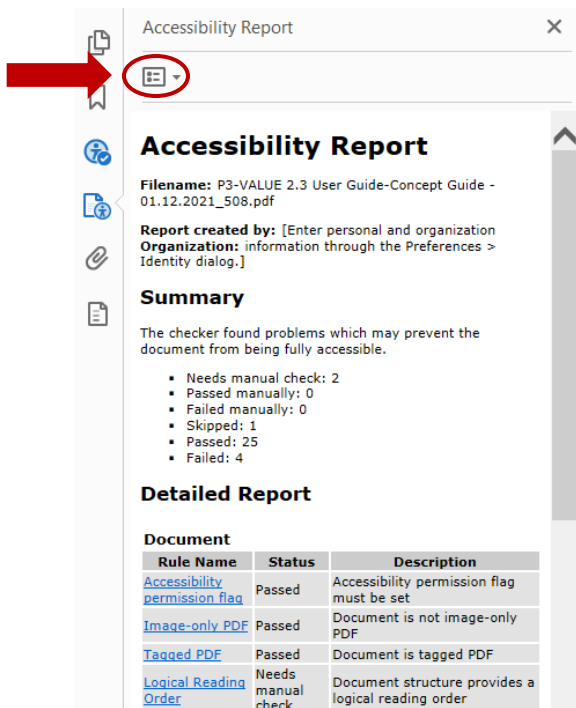 Accessibility Report
Accessibility Report
Filename: P3-VALUE 2.3 User Guide-Concept Guide -
01.12.2021_508.pdf
Report created by: [Enter personal and organization
Organization: information through the Preferences >
Identity dialog.]
Summary
The checker found problems which may prevent the
document from being fully accessible.
Needs manual check: 2
Passed manually: 0
Failed manually: 0
Skipped: 1
Passed: 25
Failed: 4
Detailed Report
Document
Rule Name Status Description
Accessibility permission flag Passed Accessibility permission flag must be set
Image-only PDF Passed Document is not image-only PDF
Tagged PDF Passed Document is tagged PDF
Logical Reading Order Needs manual check Document structure provides a logical reading order